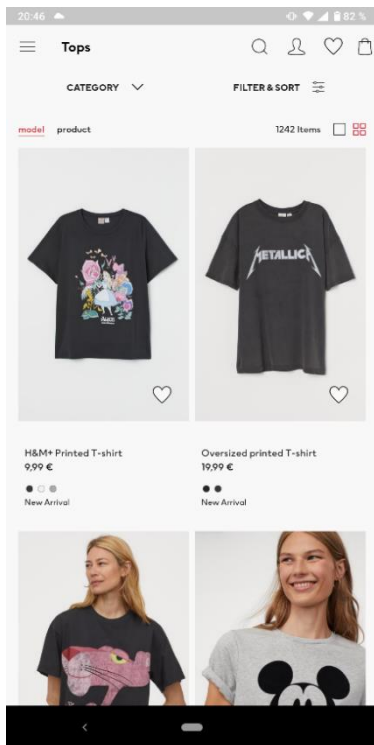 20:46
82 %
Tops
CATEGORY
FILTER & SORT
model product
1242 Items
METALLICA
H&M+ Printed T-shirt
9,99 €
New Arrival
Oversized printed T-shirt
19,99 €
New Arrival